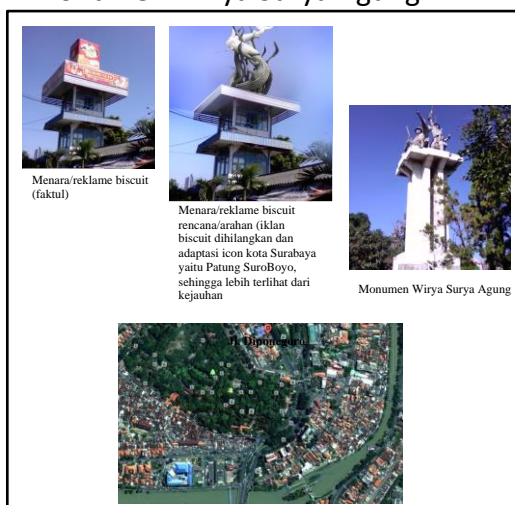 Menara/reklame biscuit
(faktul)
Menara/reklame biscuit
rencana/arahan (iklan
biscuit dihilangkan dan
adaptasi icon kota Surabaya
yaitu Patung SuroBoyo,
sehingga lebih terlihat dari
kejauhan
Monumen Wirya Surya Agung
Jl. Diponegoro